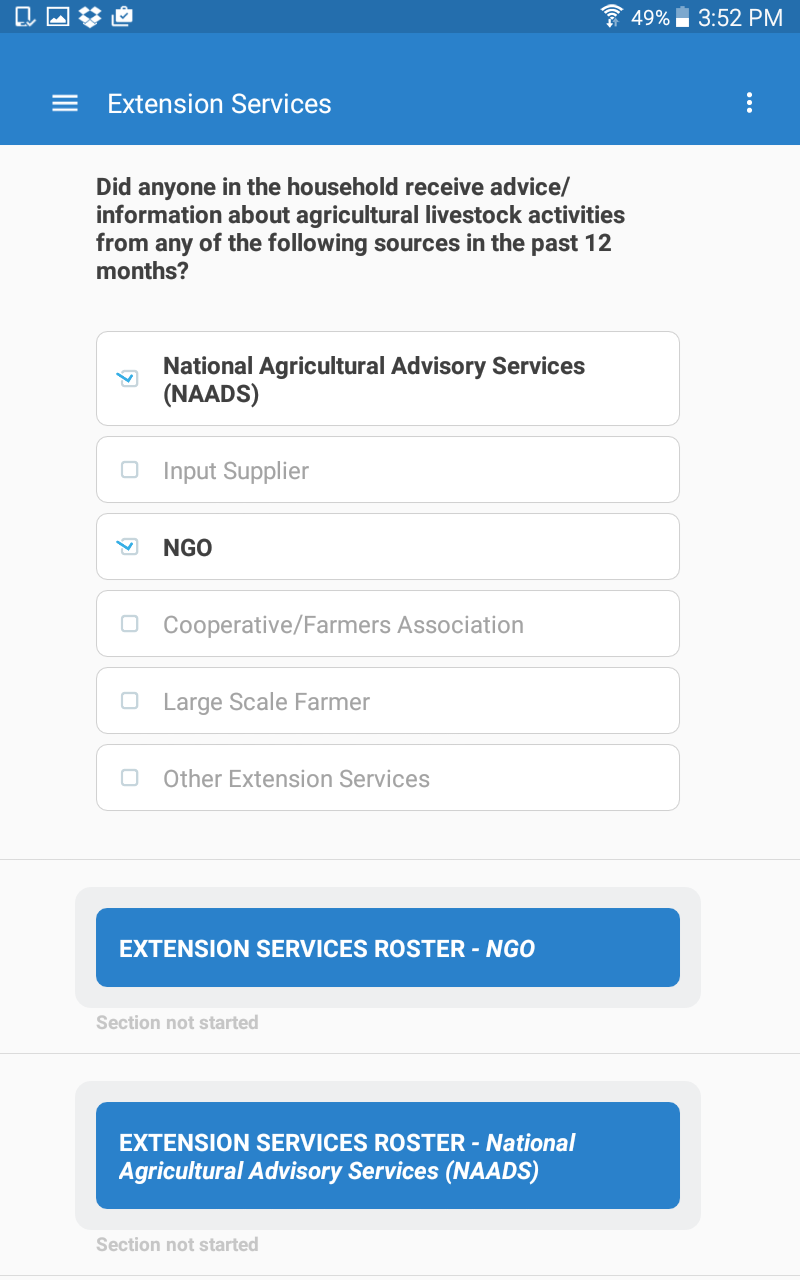 49% 3:52 PM
Extension Services
Did anyone in the household receive advice/
information about agricultural livestock activities
from any of the following sources in the past 12
months?
National Agricultural Advisory Services
(NAADS)
Input Supplier
NGO
Cooperative/Farmers Association
Large Scale Farmer
Other Extension Services
EXTENSION SERVICES ROSTER - NGO
Section not started
EXTENSION SERVICES ROSTER - National
Agricultural Advisory Services (NAADS)
Section not started